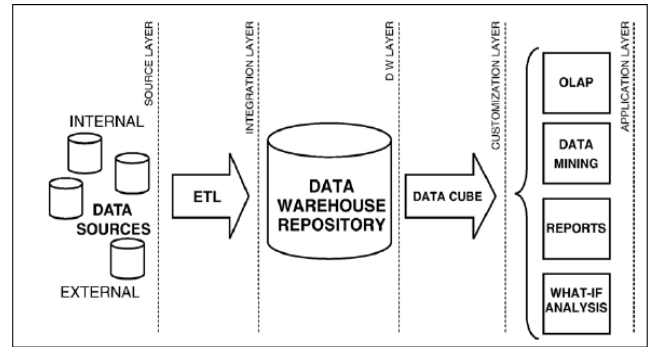 INTERNAL
DATA
SOURCES
EXTERNAL
SOURCE LAYER
ETL
INTEGRATION LAYER
DATA
WAREHOUSE
REPOSITORY
D W LAYER
DATA CUBE
CUSTOMIZATION LAYER
OLAP
DATA
MINING
REPORTS
WHAT-IF
ANALYSIS
APPLICATION LAYER